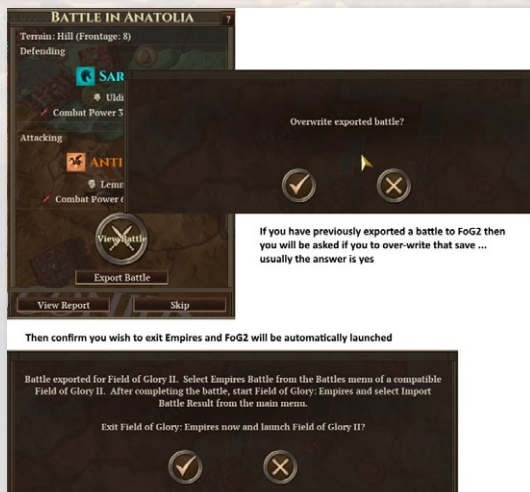 BATTLE IN ANATOLIA
?
Terrain: Hill (Frontage: 8)
Defending
SAR
Uldi
Combat Power 3
Attacking
ANTI
Lemn
Combat Power
View Battle
Export Battle
View Report
Skip
Overwrite exported battle?
If you have previously exported a battle to FoG2 then
you will be asked if you to over-write that save ...
usually the answer is yes
Then confirm you wish to exit Empires and FoG2 will be automatically launched
Battle exported for Field of Glory II. Select Empires Battle from the Battles menu of a compatible
Field of Glory II. After completing the battle, start Field of Glory: Empires and select Import
Battle Result from the main menu.
Exit Field of Glory: Empires now and launch Field of Glory II?